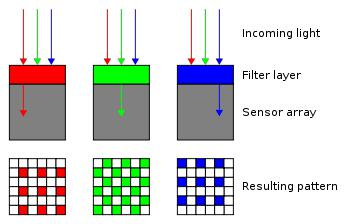 Incoming light
Filter layer
Sensor array
Resulting pattern